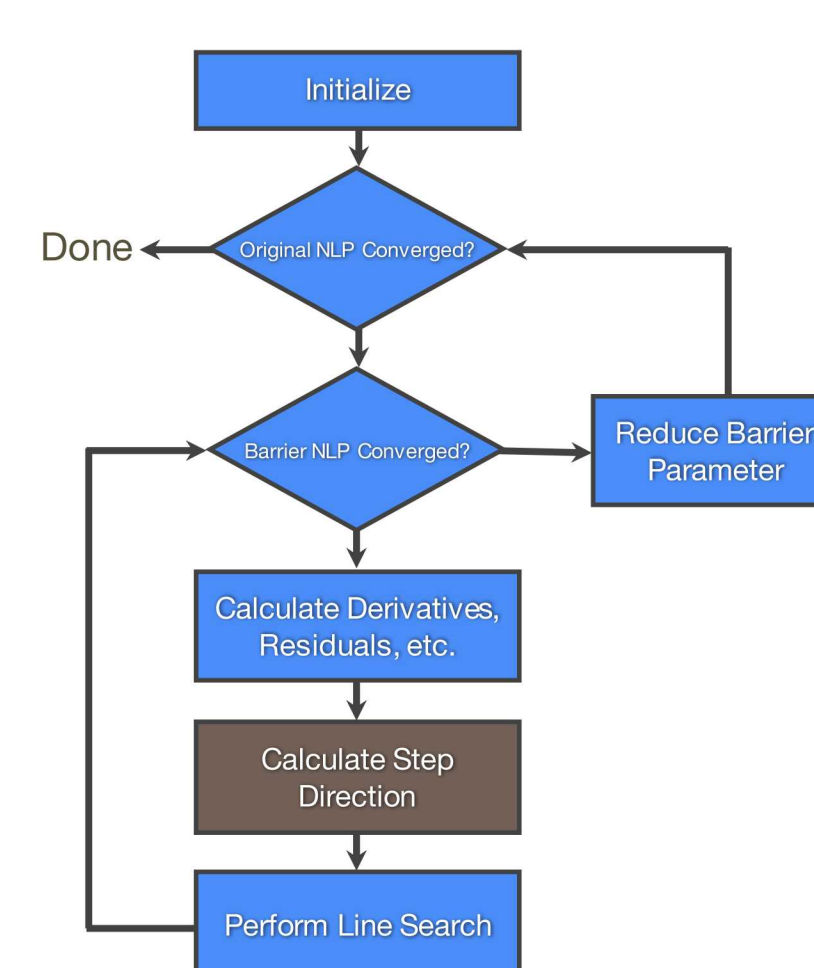 Initialize
Done
Original NLP Converged?
Barrier NLP Converged?
Reduce Barrier
Parameter
Calculate Derivatives,
Residuals, etc.
Calculate Step
Direction
Perform Line Search